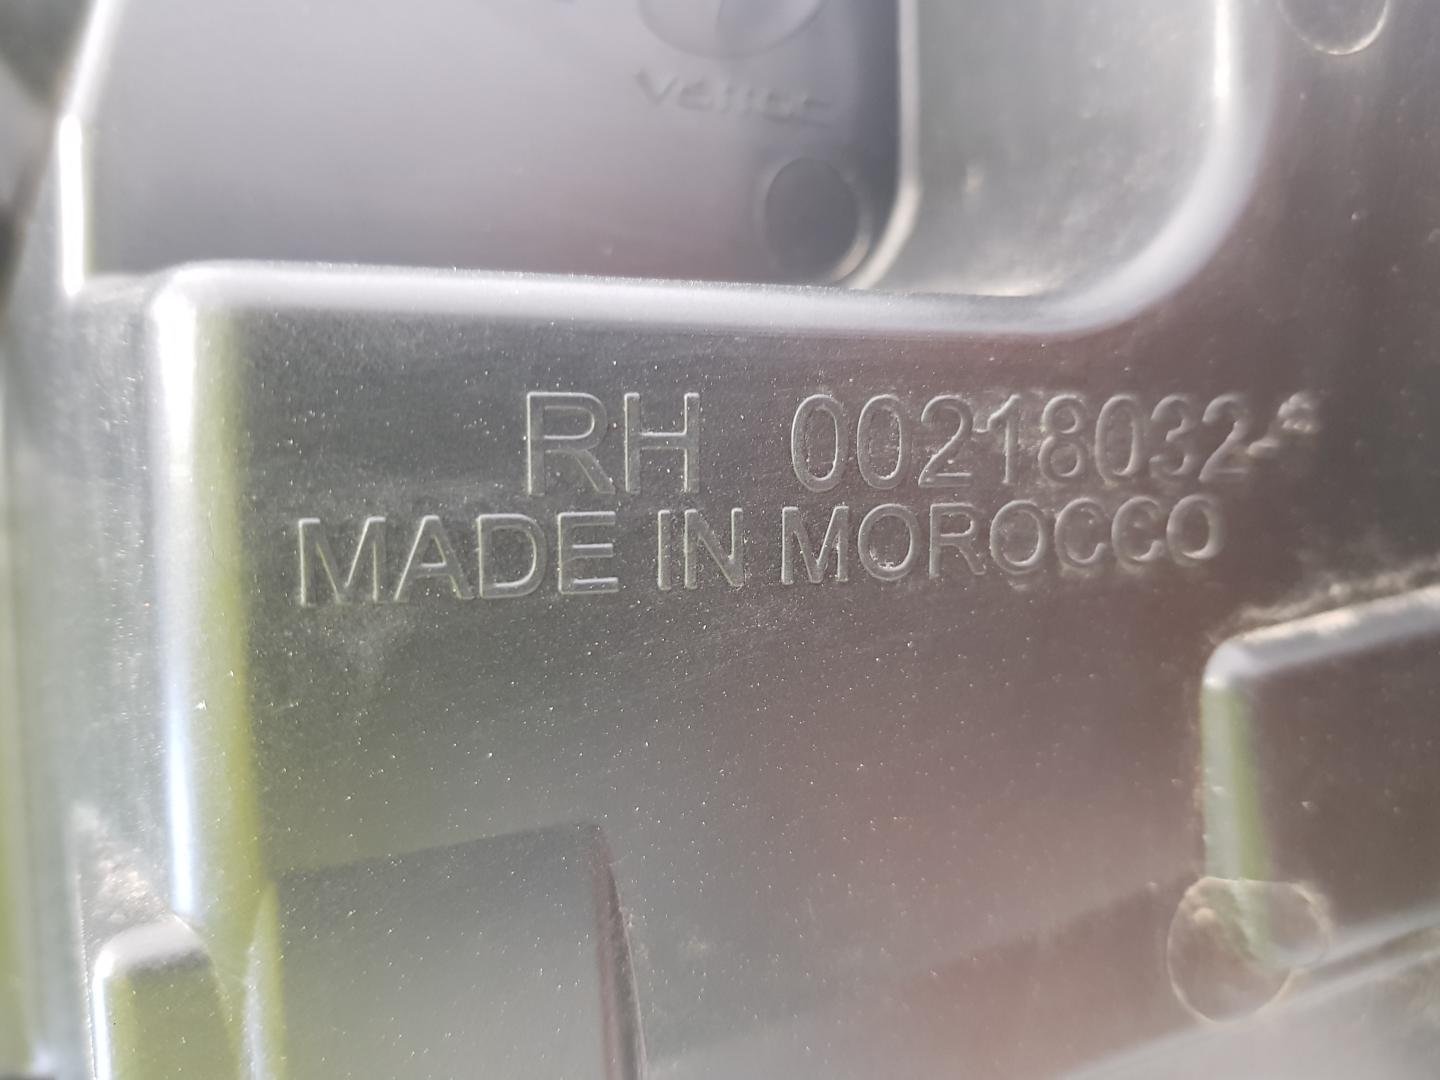 RH 00218032
MADE IN MOROCCO